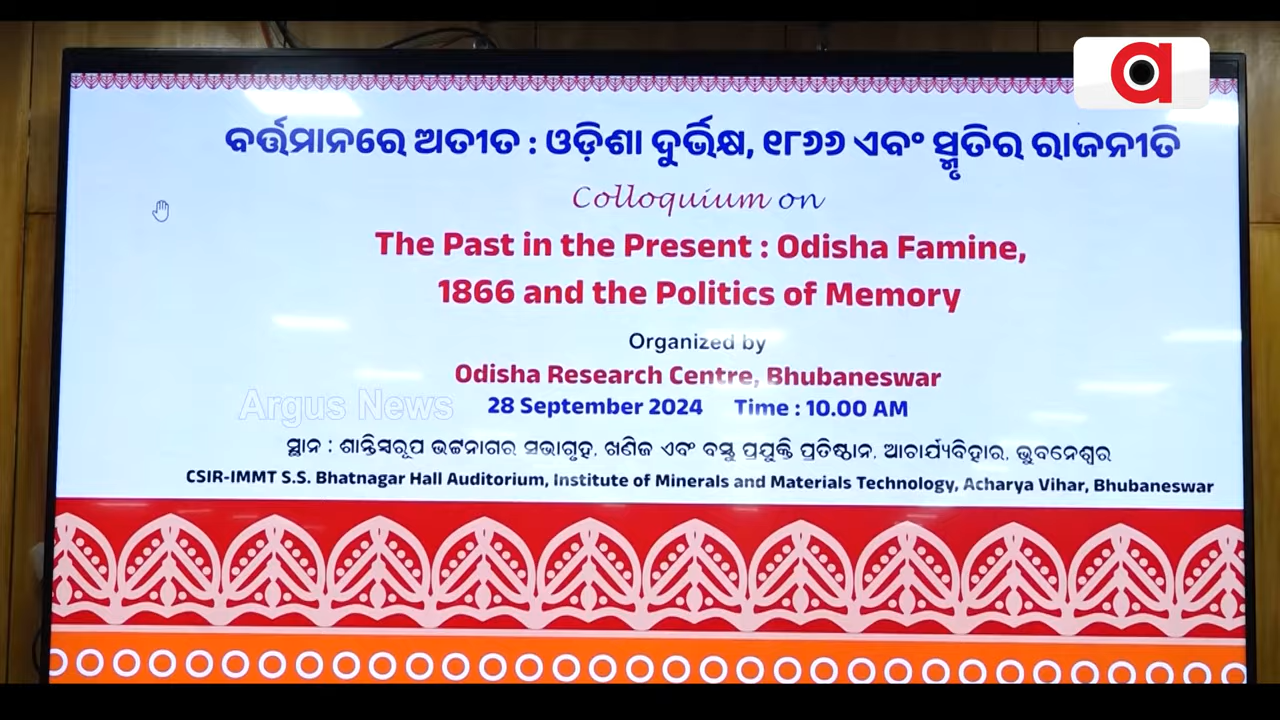 ବର୍ତ୍ତମାନରେ ଅତୀତ : ଓଡ଼ିଶା ଦୁର୍ଭିକ୍ଷ, ୧୮୬୬ ଏବଂ ସ୍ମୃତିର ରାଜନୀତି
Colloquium on
The Past in the Present : Odisha Famine,
1866 and the Politics of Memory
Organized by
Odisha Research Centre, Bhubaneswar
Argus News
28 September 2024 Time : 10.00 AM
ସ୍ଥାନ : ଶାନ୍ତିସ୍ୱରୂପ ଭଟ୍ଟନାଗର ସଭାଗୃହ, ଖଣିଜ ଏବଂ ବସ୍ତୁ ପ୍ରଯୁକ୍ତି ପ୍ରତିଷ୍ଠାନ, ଆଚାର୍ଯ୍ୟବିହାର, ଭୁବନେଶ୍ୱର
CSIR-IMMT S.S. Bhatnagar Hall Auditorium, Institute of Minerals and Materials Technology, Acharya Vihar, Bhubaneswar